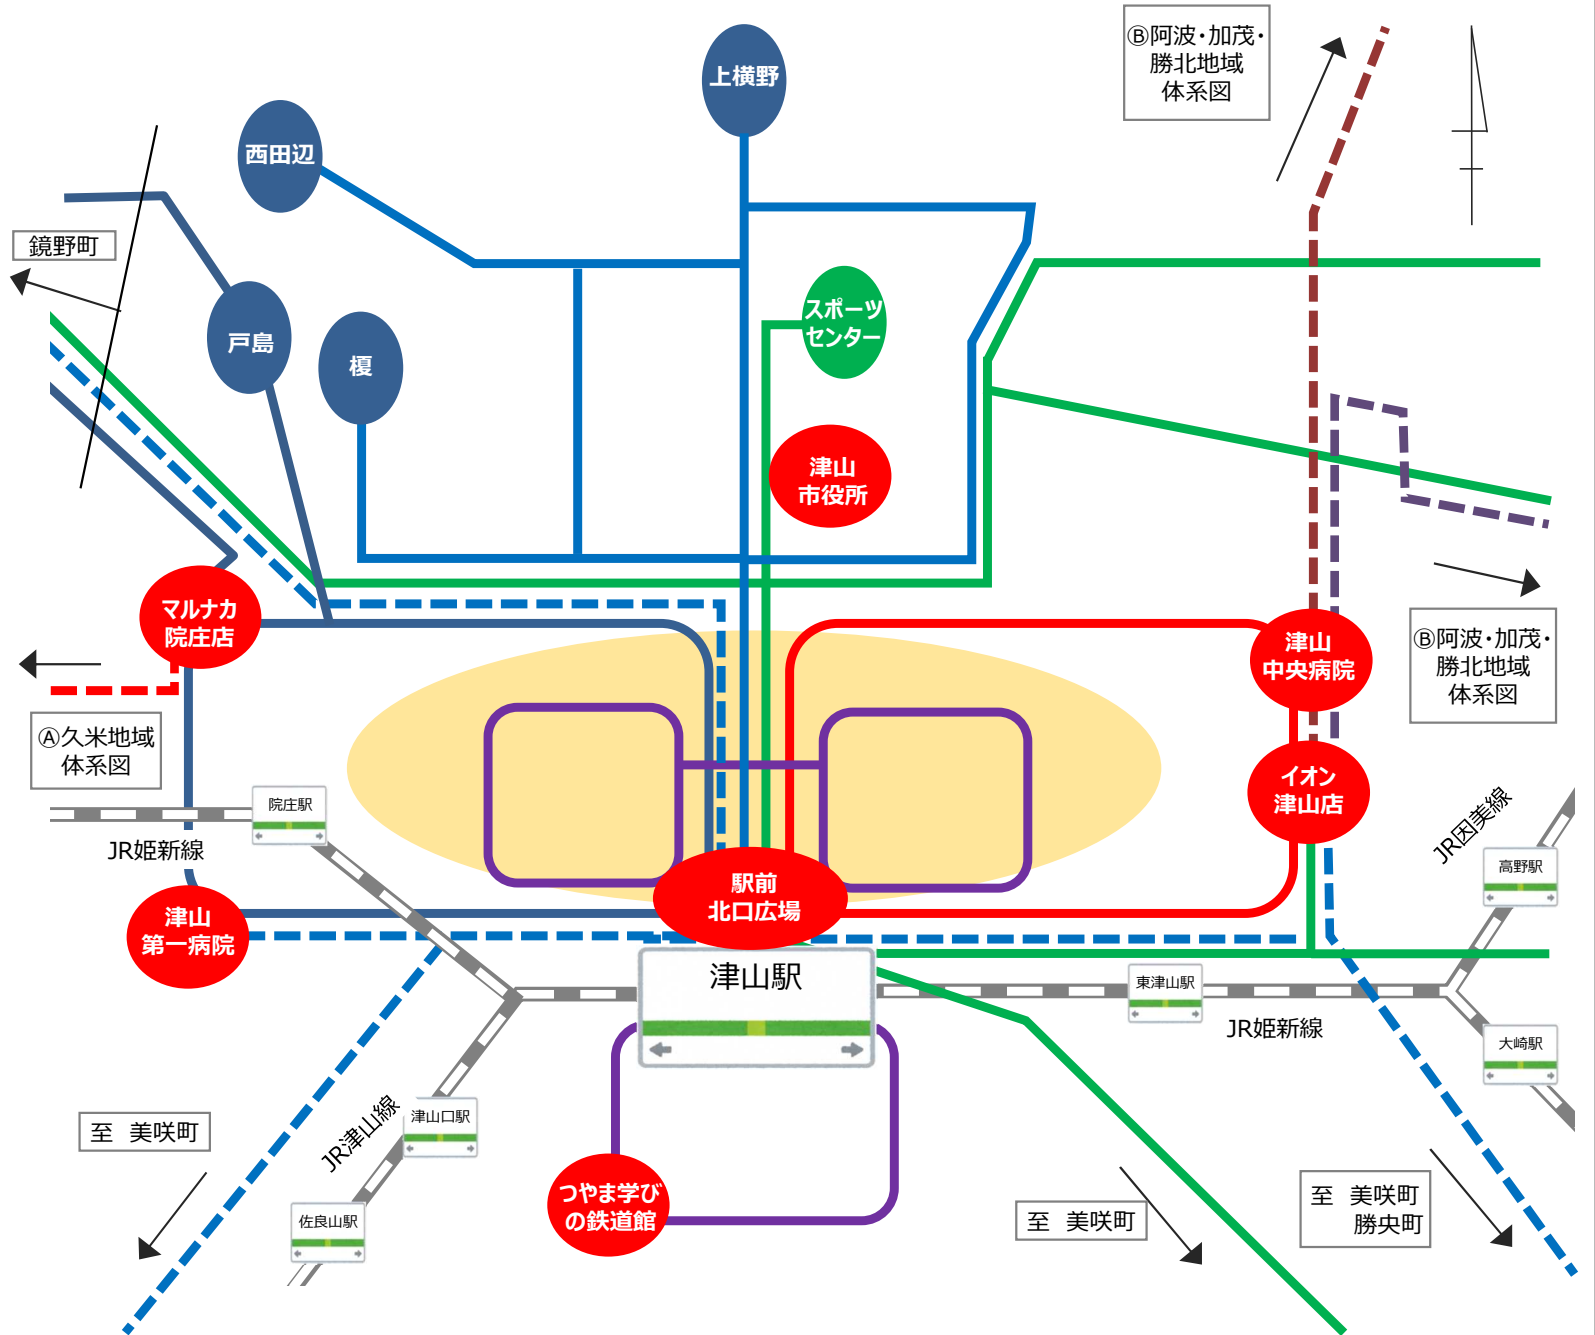 上横野
Ⓑ阿波・加茂・
勝北地域
体系図
西田辺
鏡野町
スポーツ
センター
戸島
榎
津山
市役所
マルナカ
院庄店
津山
中央病院
Ⓑ阿波・加茂・
勝北地域
体系図
Ⓐ久米地域
体系図
イオン
津山店
院庄駅
JR姫新線
JR因美線
高野駅
駅前
北口広場
津山
第一病院
津山駅
東津山駅
JR姫新線
大崎駅
至 美咲町
JR津山線
津山口駅
つやま学び
の鉄道館
佐良山駅
至 美咲町
至 美咲町
勝央町